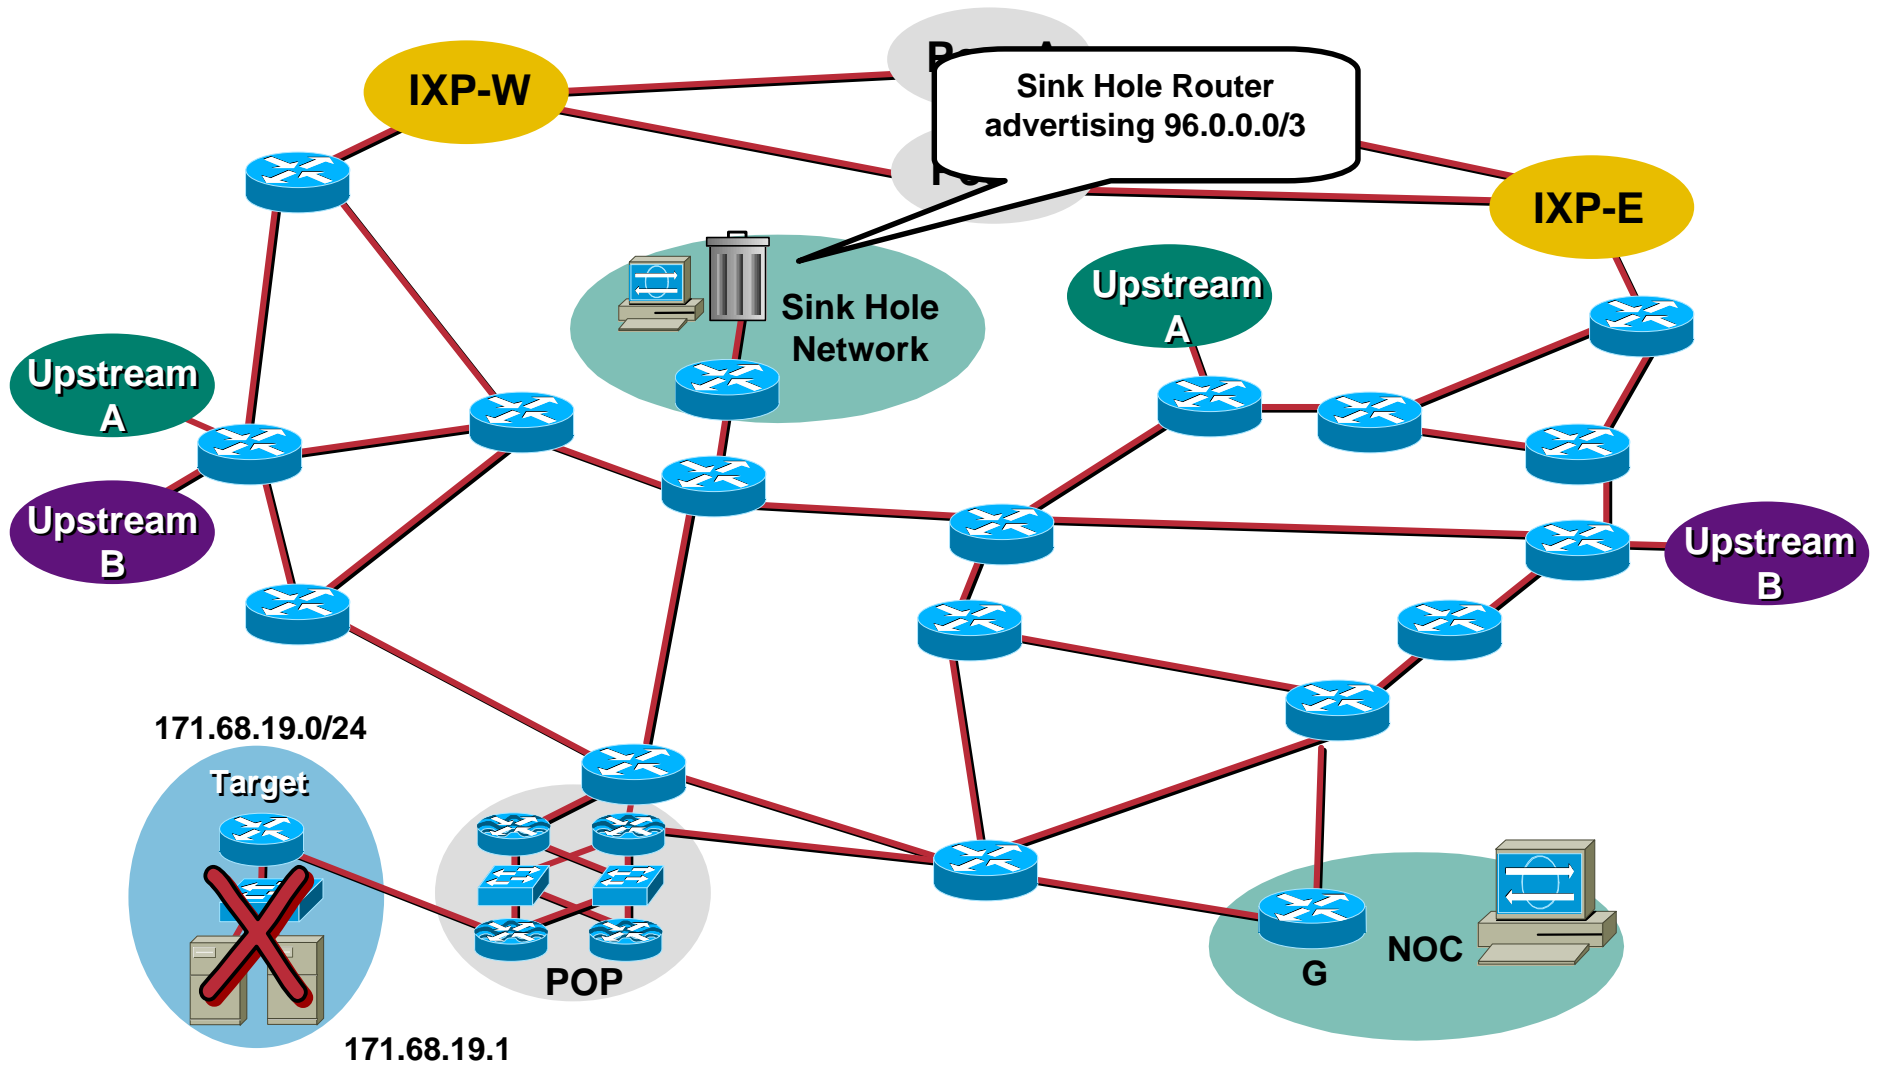 IXP-W
Sink Hole Router
advertising 96.0.0.0/3
IXP-E
Sink Hole
Network
Upstream
A
Upstream
A
Upstream
B
Upstream
B
171.68.19.0/24
Target
POP
171.68.19.1
G
NOC